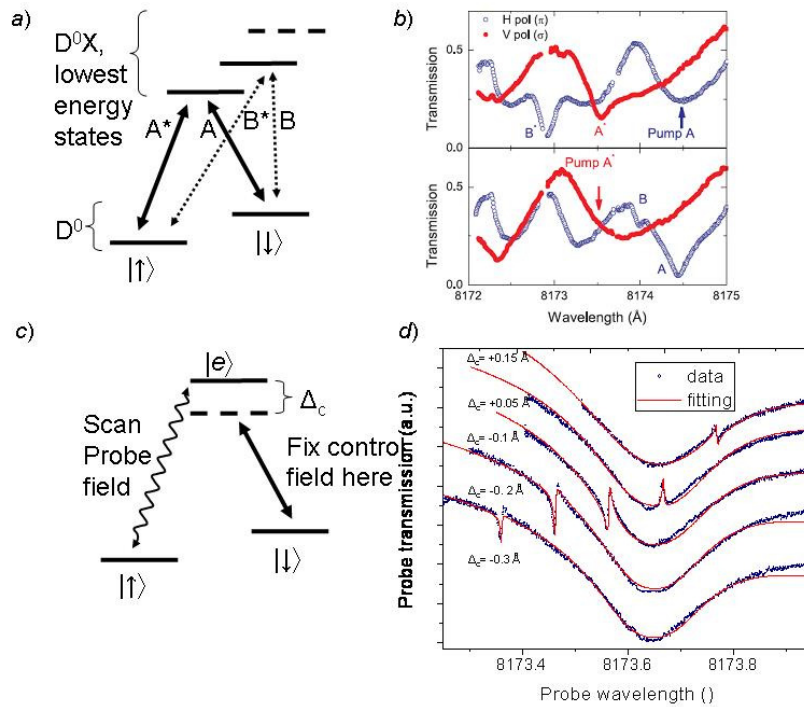 a)
D⁰X,
lowest
energy
states
A*
A
B*
B
D⁰
|↑⟩
|↓⟩
b)
H pol (π)
V pol (σ)
0.5
B*
A*
Pump A
Transmission
Pump A*
0.5
B
A
0.0
Transmission
8172
8173
8174
8175
Wavelength (Å)
c)
|e⟩
Δc
Scan
Probe
field
Fix control
field here
|↑⟩
|↓⟩
d)
Δc= +0.15 Å
Δc= +0.05 Å
Δc= -0.1 Å
Δc= -0.2 Å
Δc= -0.3 Å
data
fitting
Probe transmission (a.u.)
8173.4
8173.6
8173.8
Probe wavelength ()